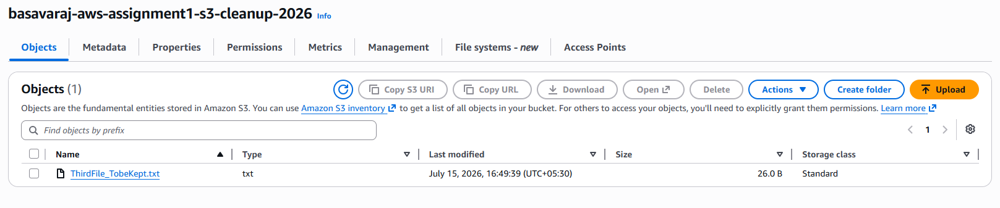 basavaraj-aws-assignment1-s3-cleanup-2026 Info
Objects Metadata Properties Permissions Metrics Management File systems - new Access Points
Objects (1) Copy S3 URI Copy URL Download Open Delete Actions Create folder Upload
Objects are the fundamental entities stored in Amazon S3. You can use Amazon S3 inventory to get a list of all objects in your bucket. For others to access your objects, you'll need to explicitly grant them permissions. Learn more
Find objects by prefix 1
Name Type Last modified Size Storage class
ThirdFile_TobeKept.txt txt July 15, 2026, 16:49:39 (UTC+05:30) 26.0 B Standard